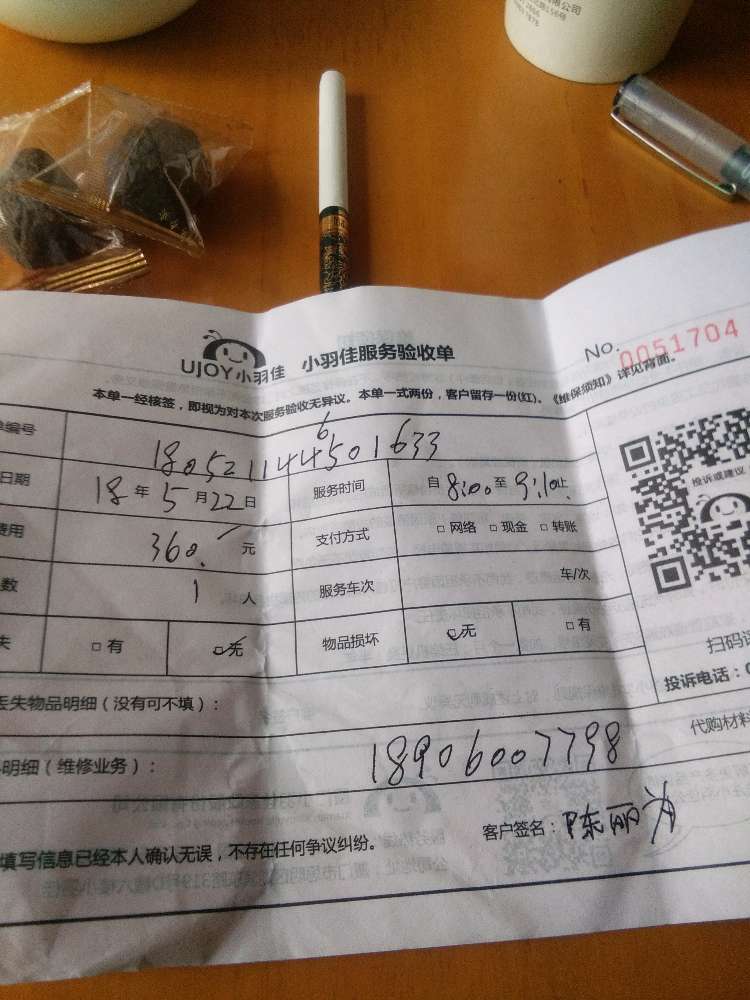 UJOY小羽佳 小羽佳服务验收单
No. 0051704
本单一经核签，即视为对本次服务验收无异议。本单一式两份，客户留存一份(红)。《维保须知》详见背面。
编号
日期 18年5月22日 服务时间 自8:00至9:10止
费用 360. 元 支付方式 □网络 □现金 □转账
数 1 人 服务车次 车/次
失 □有 □无 物品损坏 □无 □有
投诉或建议
扫码
投诉电话：0
丢失物品明细（没有可不填）：
代购材料
明细（维修业务）：
18906007798
填写信息已经本人确认无误，不存在任何争议纠纷。
客户签名：陈丽